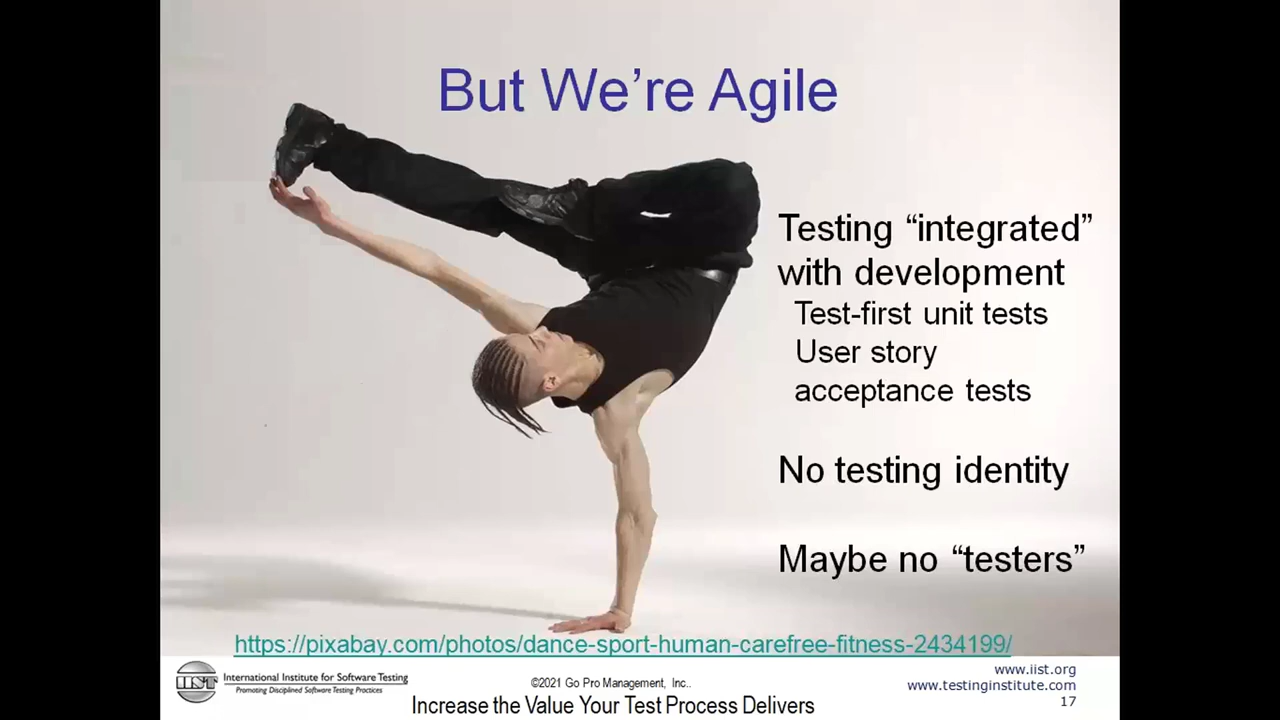 But We’re Agile
Testing “integrated”
with development
Test-first unit tests
User story
acceptance tests
No testing identity
Maybe no “testers”
https://pixabay.com/photos/dance-sport-human-carefree-fitness-2434199/
IIST
International Institute for Software Testing
Promoting Disciplined Software Testing Practices
©2021 Go Pro Management, Inc..
Increase the Value Your Test Process Delivers
www.iist.org
www.testinginstitute.com
17